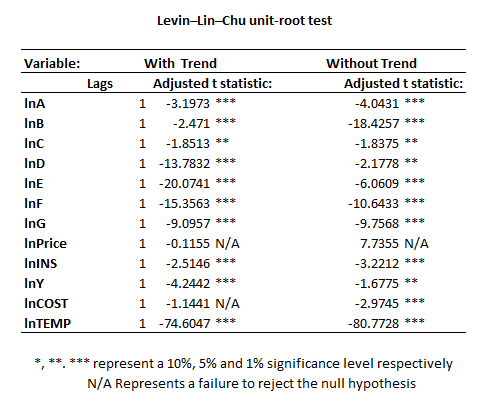 Levin–Lin–Chu unit-root test
Variable: With Trend Without Trend
Lags Adjusted t statistic: Adjusted t statistic:
lnA 1 -3.1973 *** -4.0431 ***
lnB 1 -2.471 *** -18.4257 ***
lnC 1 -1.8513 ** -1.8375 **
lnD 1 -13.7832 *** -2.1778 **
lnE 1 -20.0741 *** -6.0609 ***
lnF 1 -15.3563 *** -10.6433 ***
lnG 1 -9.0957 *** -9.7568 ***
lnPrice 1 -0.1155 N/A 7.7355 N/A
lnINS 1 -2.5146 *** -3.2212 ***
lnY 1 -4.2442 *** -1.6775 **
lnCOST 1 -1.1441 N/A -2.9745 ***
lnTEMP 1 -74.6047 *** -80.7728 ***
*, **. *** represent a 10%, 5% and 1% significance level respectively
N/A Represents a failure to reject the null hypothesis